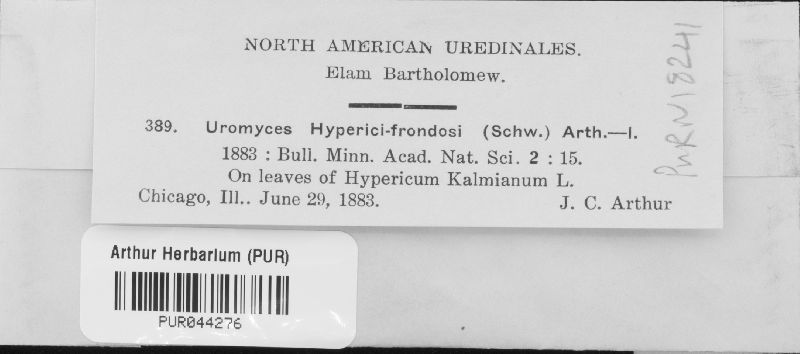 NORTH AMERICAN UREDINALES.
Elam Bartholomew.
389. Uromyces Hyperici-frondosi (Schw.) Arth.—I.
1883 : Bull. Minn. Acad. Nat. Sci. 2 : 15.
On leaves of Hypericum Kalmianum L.
Chicago, Ill.. June 29, 1883. J. C. Arthur
PURN18241
Arthur Herbarium (PUR)
PUR044276